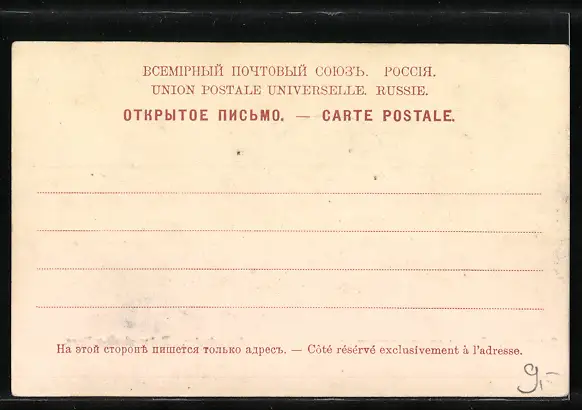 ВСЕМІРНЫЙ ПОЧТОВЫЙ СОЮЗЪ. РОССІЯ.
UNION POSTALE UNIVERSELLE. RUSSIE.
ОТКРЫТОЕ ПИСЬМО. — CARTE POSTALE.
На этой сторонѣ пишется только адресъ. — Côté réservé exclusivement à l'adresse.
9,-